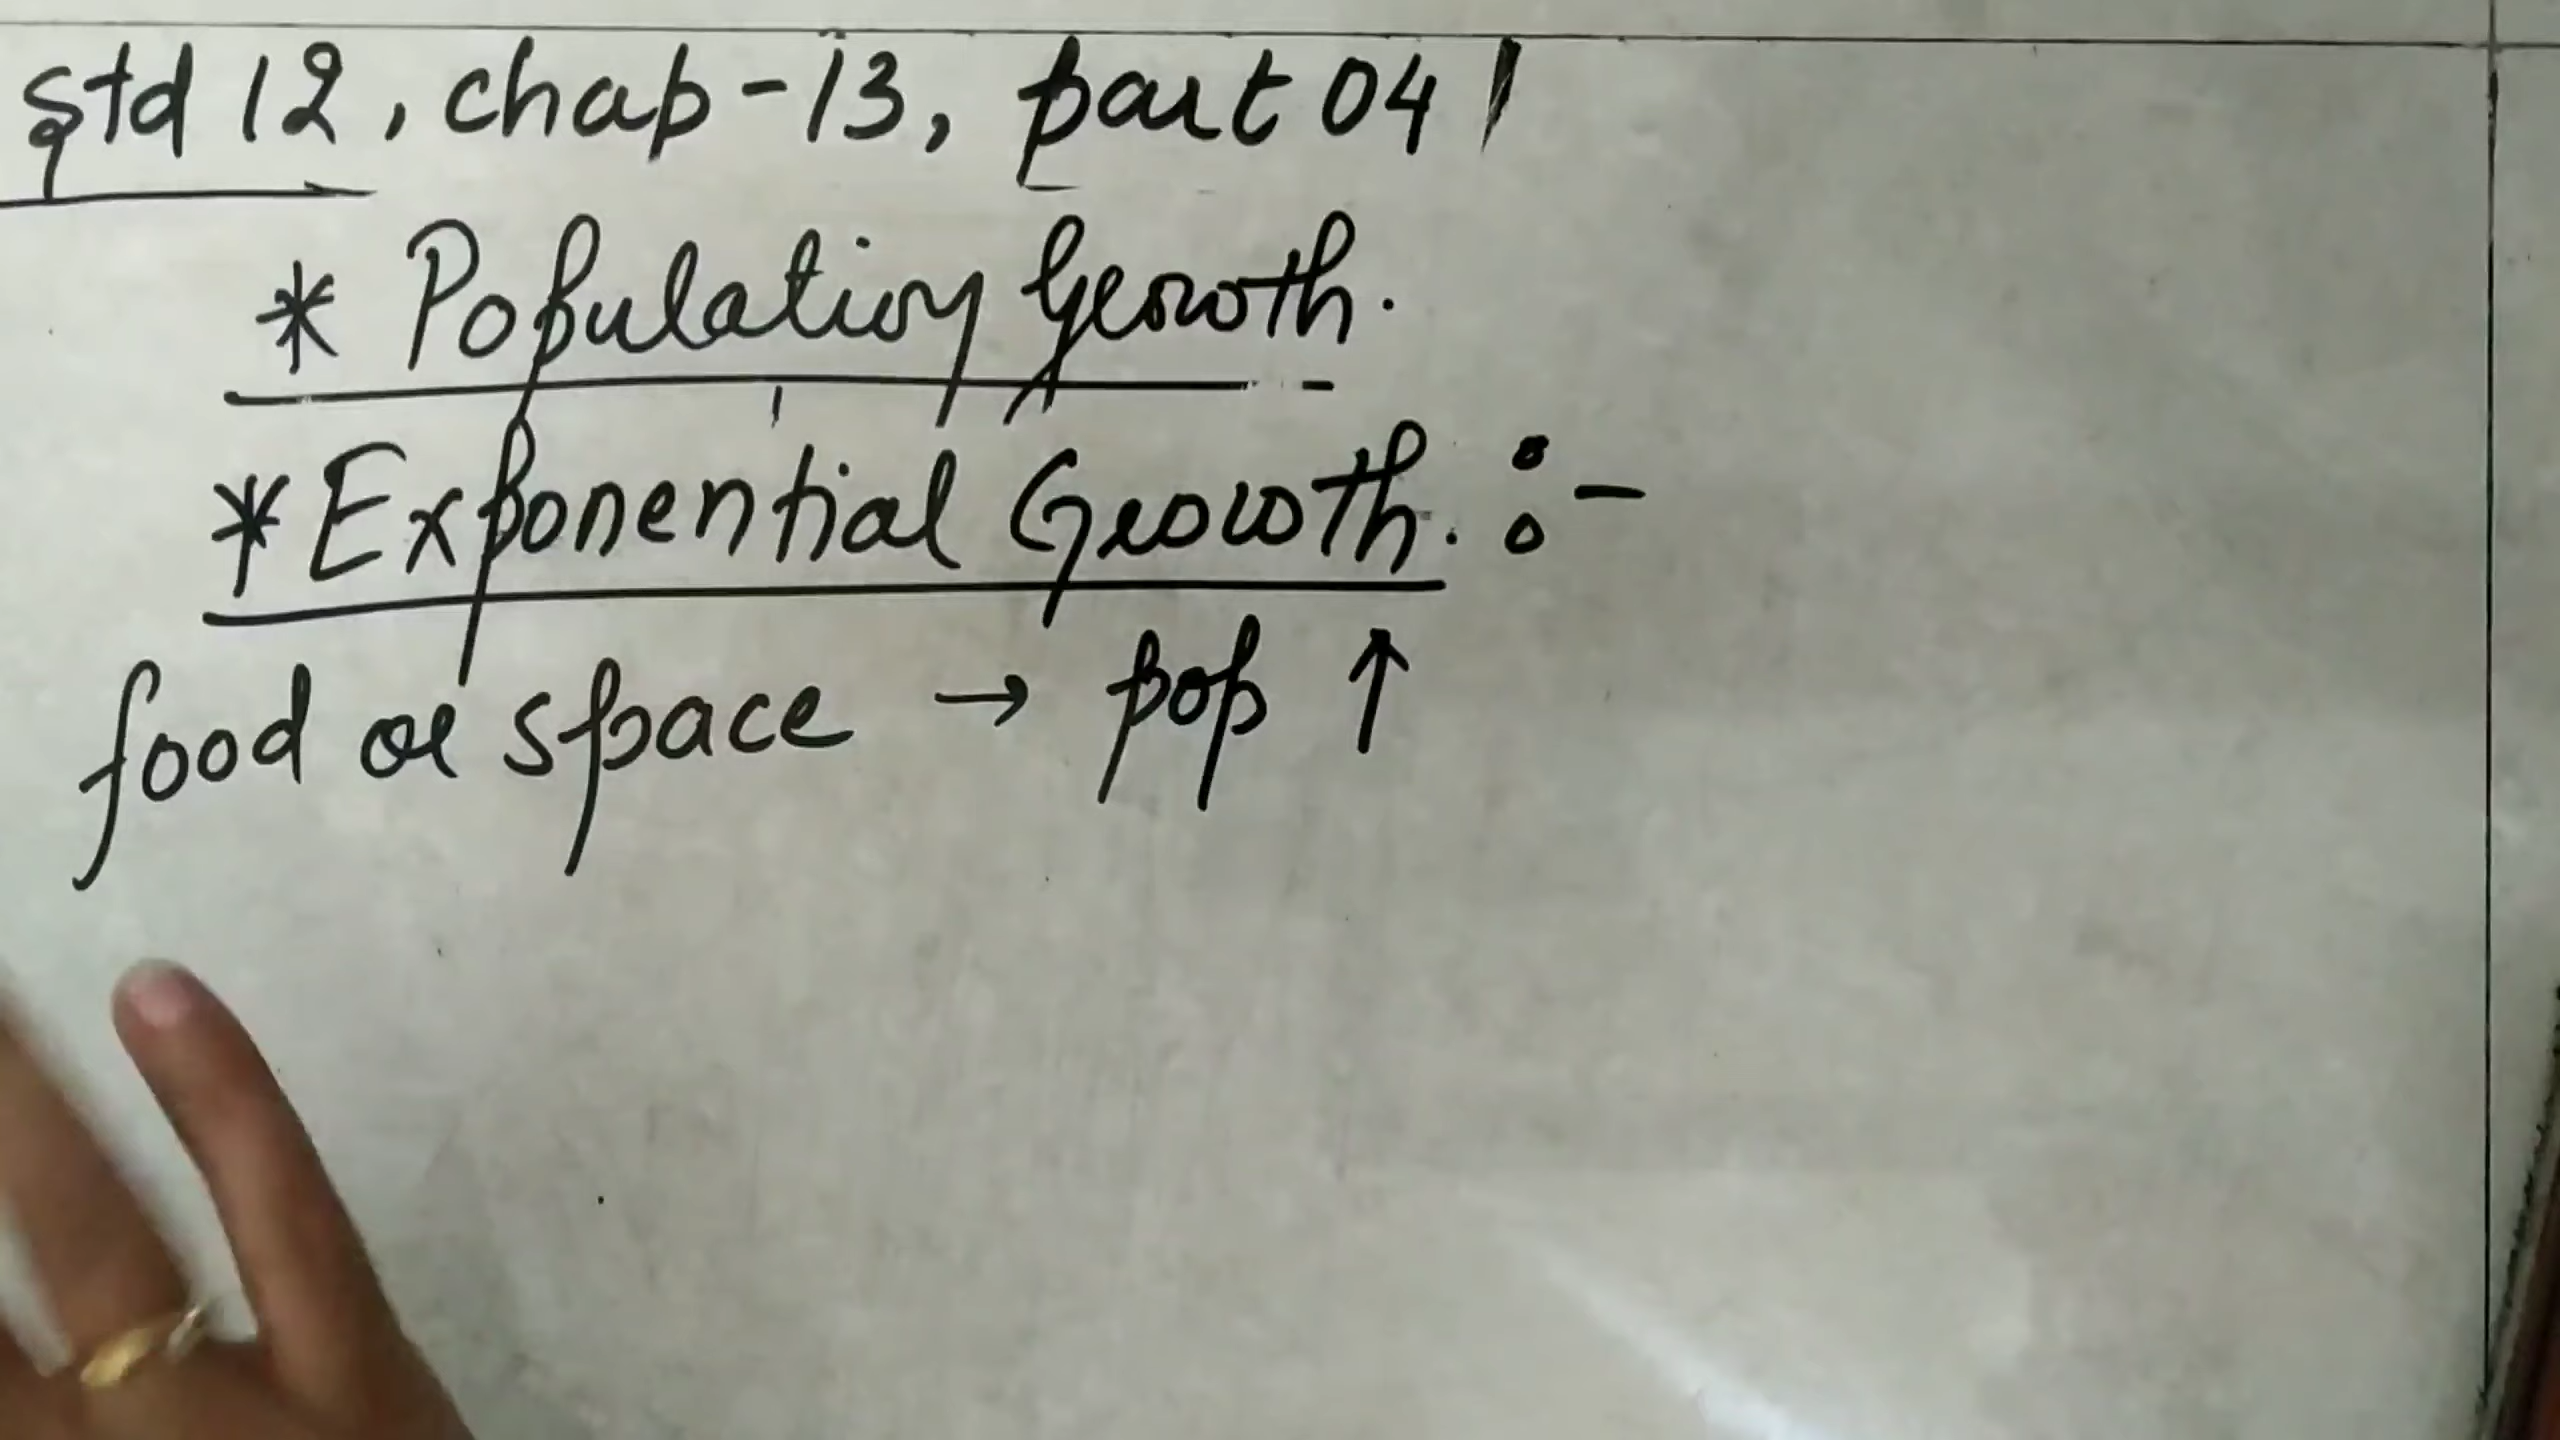 std 12, chap-13, part 04
* Population Growth.
* Exponential Growth. :-
food or space → pop ↑